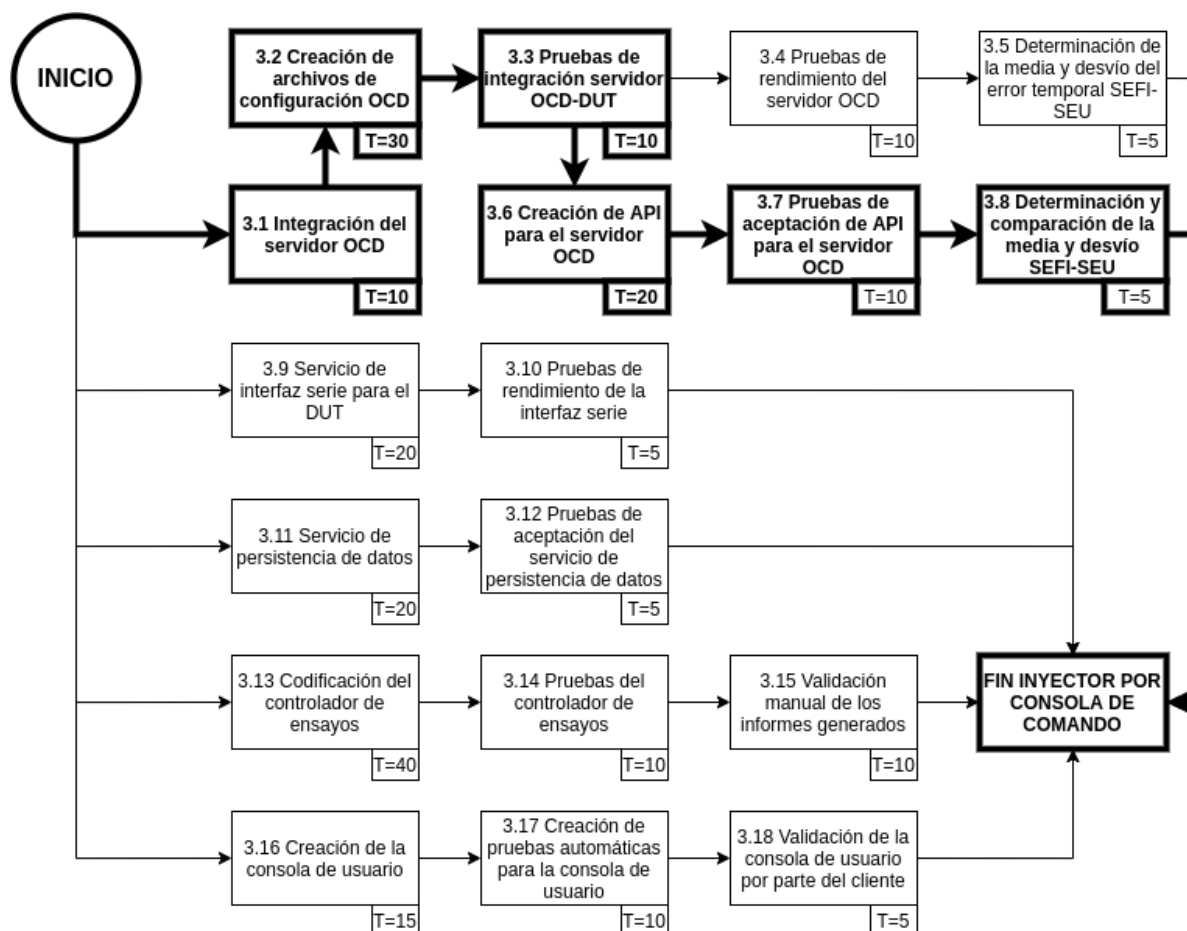 INICIO
3.2 Creación de
archivos de
configuración OCD
T=30
3.3 Pruebas de
integración servidor
OCD-DUT
T=10
3.4 Pruebas de
rendimiento del
servidor OCD
T=10
3.5 Determinación de
la media y desvío del
error temporal SEFI-
SEU
T=5
3.1 Integración del
servidor OCD
T=10
3.6 Creación de API
para el servidor
OCD
T=20
3.7 Pruebas de
aceptación de API
para el servidor
OCD
T=10
3.8 Determinación y
comparación de la
media y desvío
SEFI-SEU
T=5
3.9 Servicio de
interfaz serie para el
DUT
T=20
3.10 Pruebas de
rendimiento de la
interfaz serie
T=5
3.11 Servicio de
persistencia de datos
T=20
3.12 Pruebas de
aceptación del
servicio de
persistencia de datos
T=5
3.13 Codificación del
controlador de
ensayos
T=40
3.14 Pruebas del
controlador de
ensayos
T=10
3.15 Validación
manual de los
informes generados
T=10
FIN INYECTOR POR
CONSOLA DE
COMANDO
3.16 Creación de la
consola de usuario
T=15
3.17 Creación de
pruebas automáticas
para la consola de
usuario
T=10
3.18 Validación de la
consola de usuario
por parte del cliente
T=5